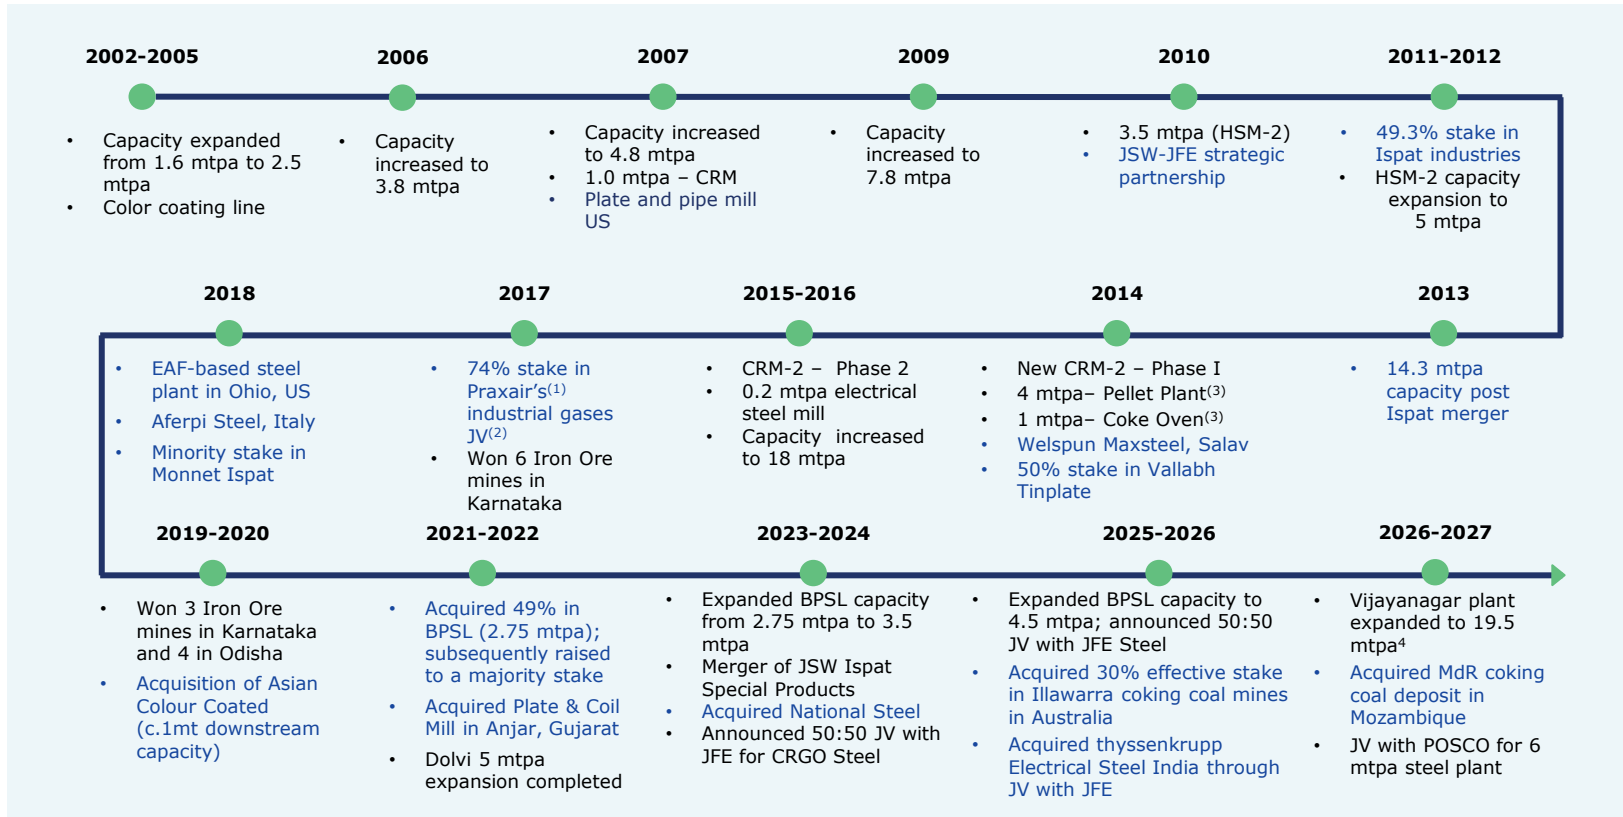 2002-2005
• Capacity expanded
from 1.6 mtpa to 2.5
mtpa
• Color coating line
2006
• Capacity
increased to
3.8 mtpa
2007
• Capacity increased
to 4.8 mtpa
• 1.0 mtpa – CRM
• Plate and pipe mill
US
2009
• Capacity
increased to
7.8 mtpa
2010
• 3.5 mtpa (HSM-2)
• JSW-JFE strategic
partnership
2011-2012
• 49.3% stake in
Ispat industries
• HSM-2 capacity
expansion to
5 mtpa
2018
• EAF-based steel
plant in Ohio, US
• Aferpi Steel, Italy
• Minority stake in
Monnet Ispat
2017
• 74% stake in
Praxair’s(1)
industrial gases
JV(2)
• Won 6 Iron Ore
mines in
Karnataka
2015-2016
• CRM-2 – Phase 2
• 0.2 mtpa electrical
steel mill
• Capacity increased
to 18 mtpa
2014
• New CRM-2 – Phase I
• 4 mtpa– Pellet Plant(3)
• 1 mtpa– Coke Oven(3)
• Welspun Maxsteel, Salav
• 50% stake in Vallabh
Tinplate
2013
• 14.3 mtpa
capacity post
Ispat merger
2019-2020
• Won 3 Iron Ore
mines in Karnataka
and 4 in Odisha
• Acquisition of Asian
Colour Coated
(c.1mt downstream
capacity)
2021-2022
• Acquired 49% in
BPSL (2.75 mtpa);
subsequently raised
to a majority stake
• Acquired Plate & Coil
Mill in Anjar, Gujarat
• Dolvi 5 mtpa
expansion completed
2023-2024
• Expanded BPSL capacity
from 2.75 mtpa to 3.5
mtpa
• Merger of JSW Ispat
Special Products
• Acquired National Steel
• Announced 50:50 JV with
JFE for CRGO Steel
2025-2026
• Expanded BPSL capacity to
4.5 mtpa; announced 50:50
JV with JFE Steel
• Acquired 30% effective stake
in Illawarra coking coal mines
in Australia
• Acquired thyssenkrupp
Electrical Steel India through
JV with JFE
2026-2027
• Vijayanagar plant
expanded to 19.5
mtpa4
• Acquired MdR coking
coal deposit in
Mozambique
• JV with POSCO for 6
mtpa steel plant